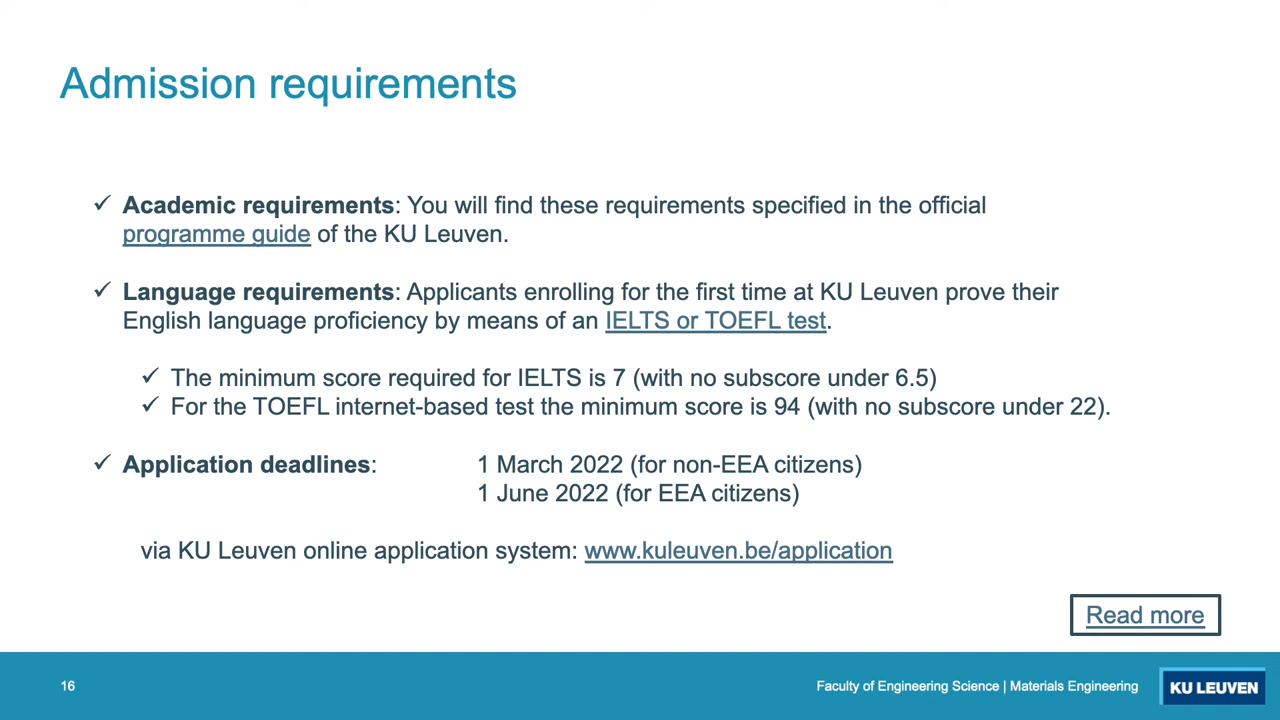 Admission requirements
✓ Academic requirements: You will find these requirements specified in the official
programme guide of the KU Leuven.
✓ Language requirements: Applicants enrolling for the first time at KU Leuven prove their
English language proficiency by means of an IELTS or TOEFL test.
✓ The minimum score required for IELTS is 7 (with no subscore under 6.5)
✓ For the TOEFL internet-based test the minimum score is 94 (with no subscore under 22).
✓ Application deadlines: 1 March 2022 (for non-EEA citizens)
1 June 2022 (for EEA citizens)
via KU Leuven online application system: www.kuleuven.be/application
Read more
16 Faculty of Engineering Science | Materials Engineering KU LEUVEN